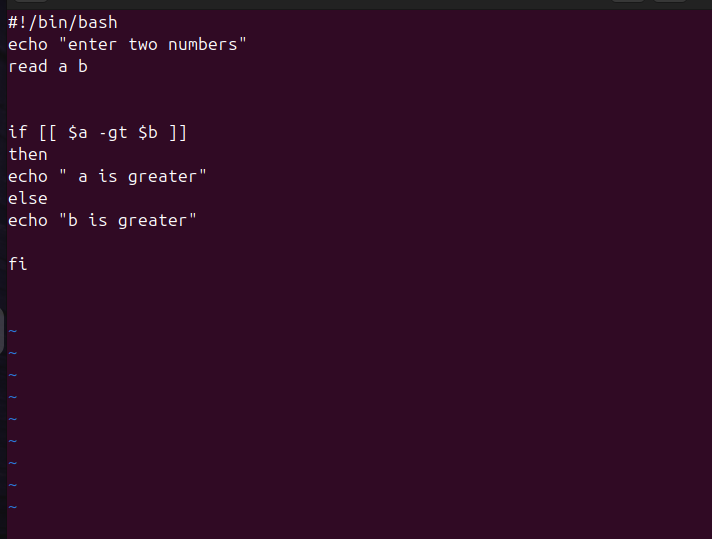 #!/bin/bash
echo "enter two numbers"
read a b
if [[ $a -gt $b ]]
then
echo " a is greater"
else
echo "b is greater"
fi
~
~
~
~
~
~
~
~
~